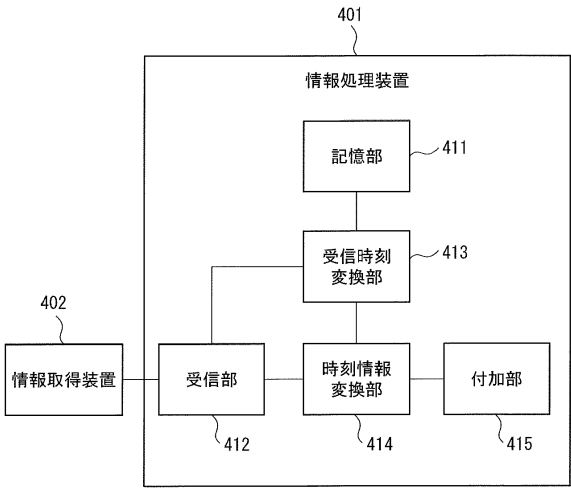 401
情報処理装置
記憶部
411
受信時刻
変換部
413
402
情報取得装置
受信部
412
時刻情報
変換部
414
付加部
415